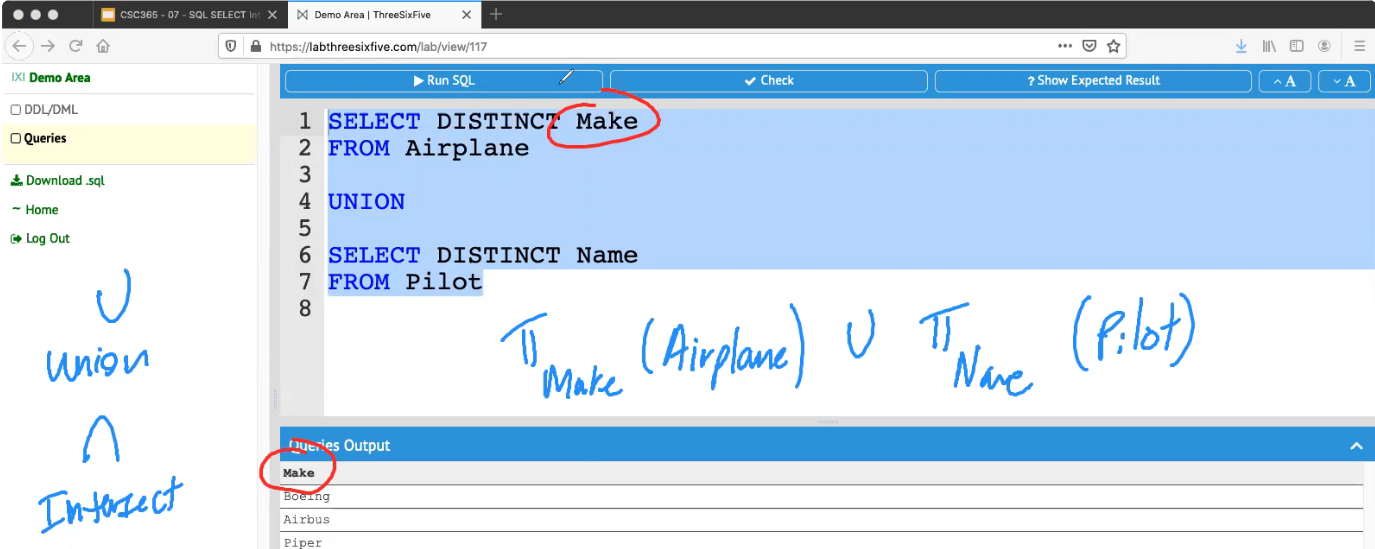 CSC365 - 07 - SQL SELECT Int
Demo Area | ThreeSixFive
https://labthreesixfive.com/lab/view/117
Demo Area
DDL/DML
Queries
Download .sql
Home
Log Out
Run SQL
Check
? Show Expected Result
A
A
1 SELECT DISTINCT Make
2 FROM Airplane
3
4 UNION
5
6 SELECT DISTINCT Name
7 FROM Pilot
8
∪
Union
∩
Intersect
π Make (Airplane) ∪ π Name (Pilot)
Queries Output
Make
Boeing
Airbus
Piper